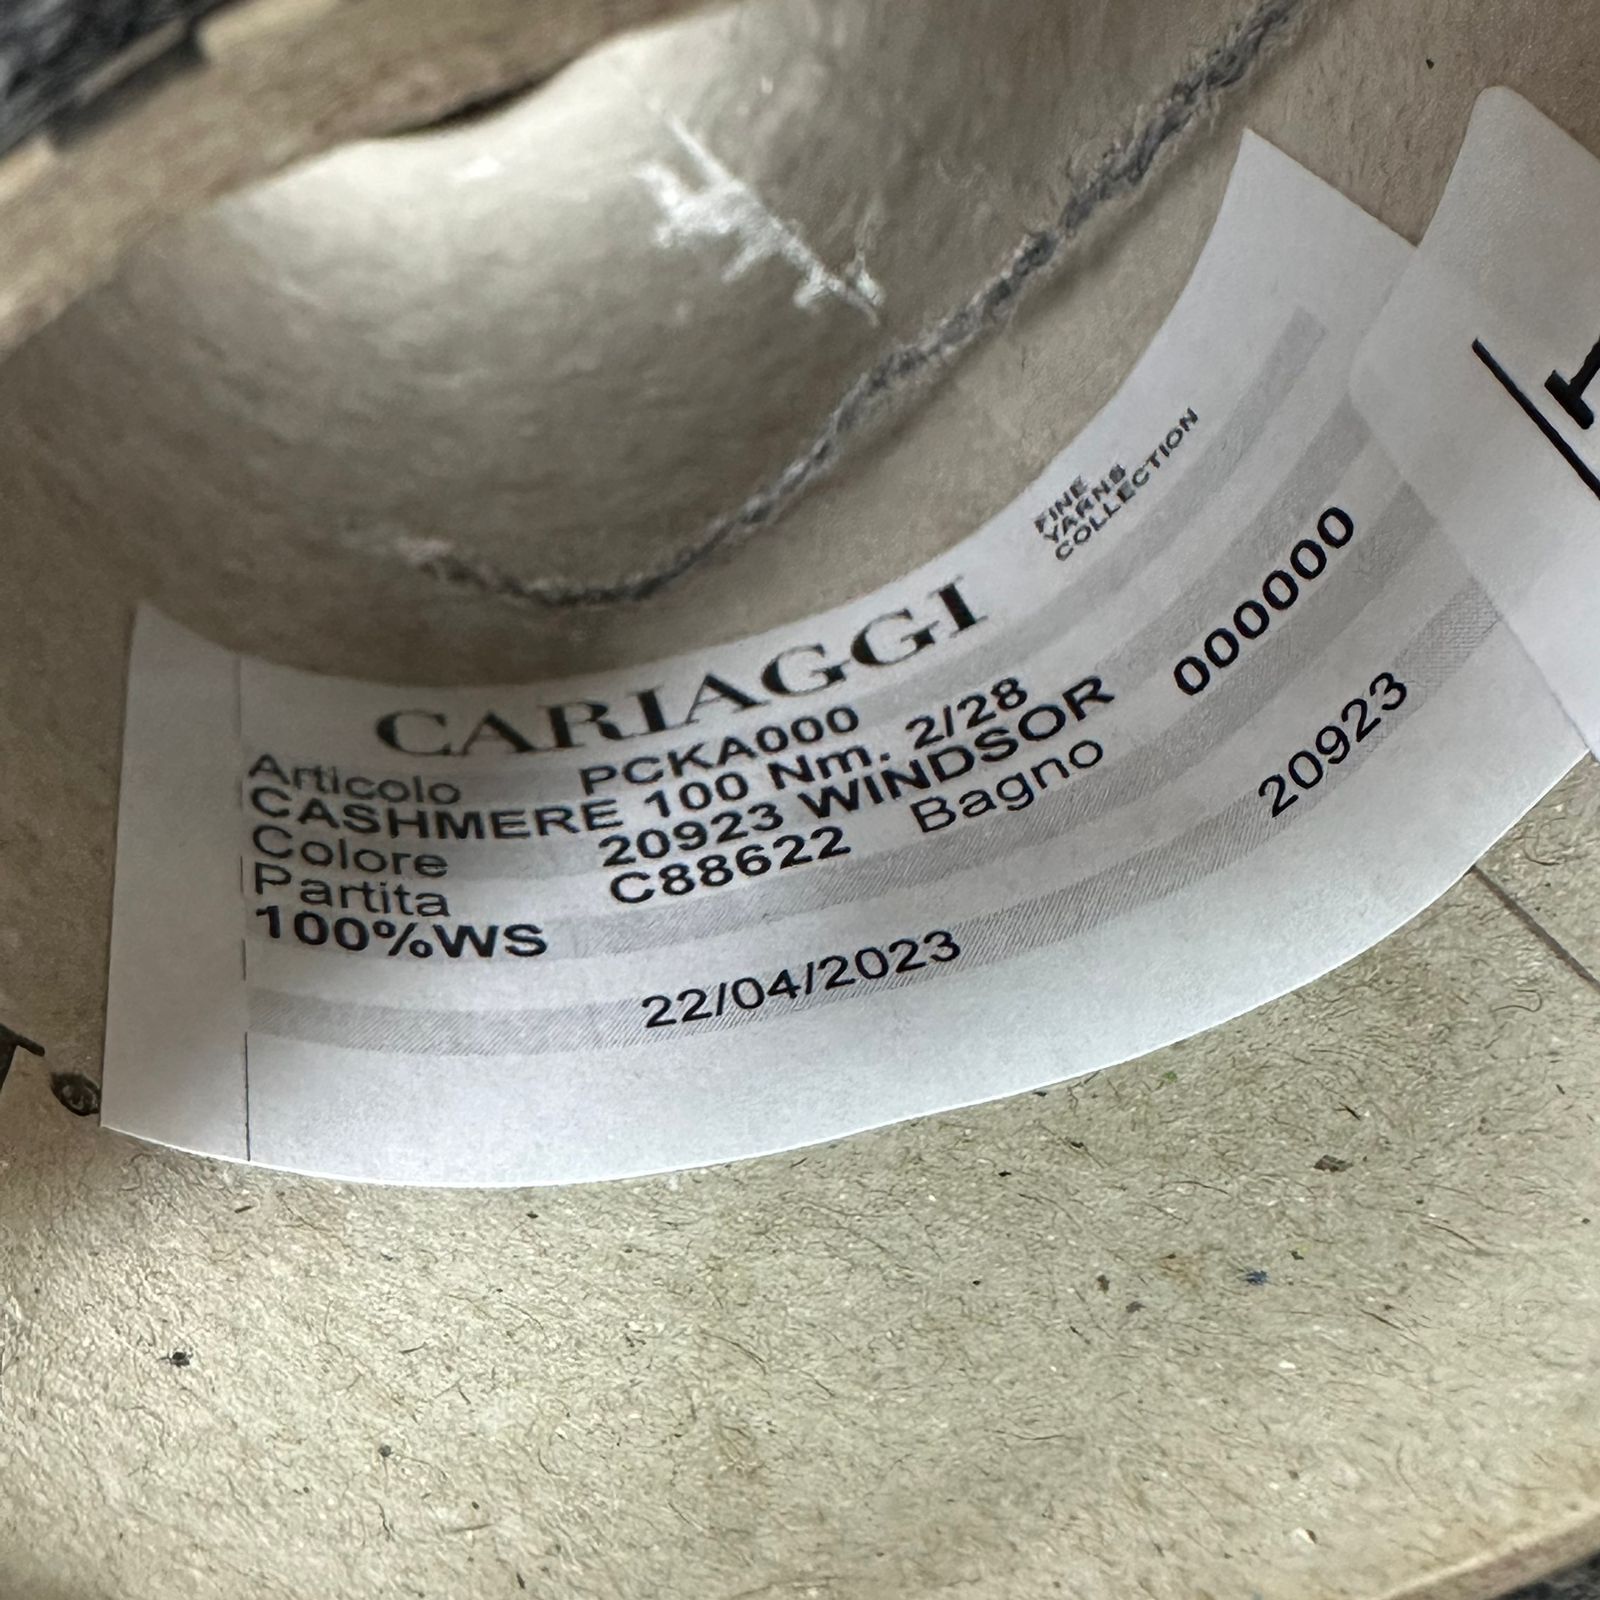 CARIAGGI
FINE
YARNS
COLLECTION
Articolo PCKA000
CASHMERE 100 Nm. 2/28
Colore 20923 WINDSOR 000000
Partita C88622 Bagno 20923
100%WS
22/04/2023